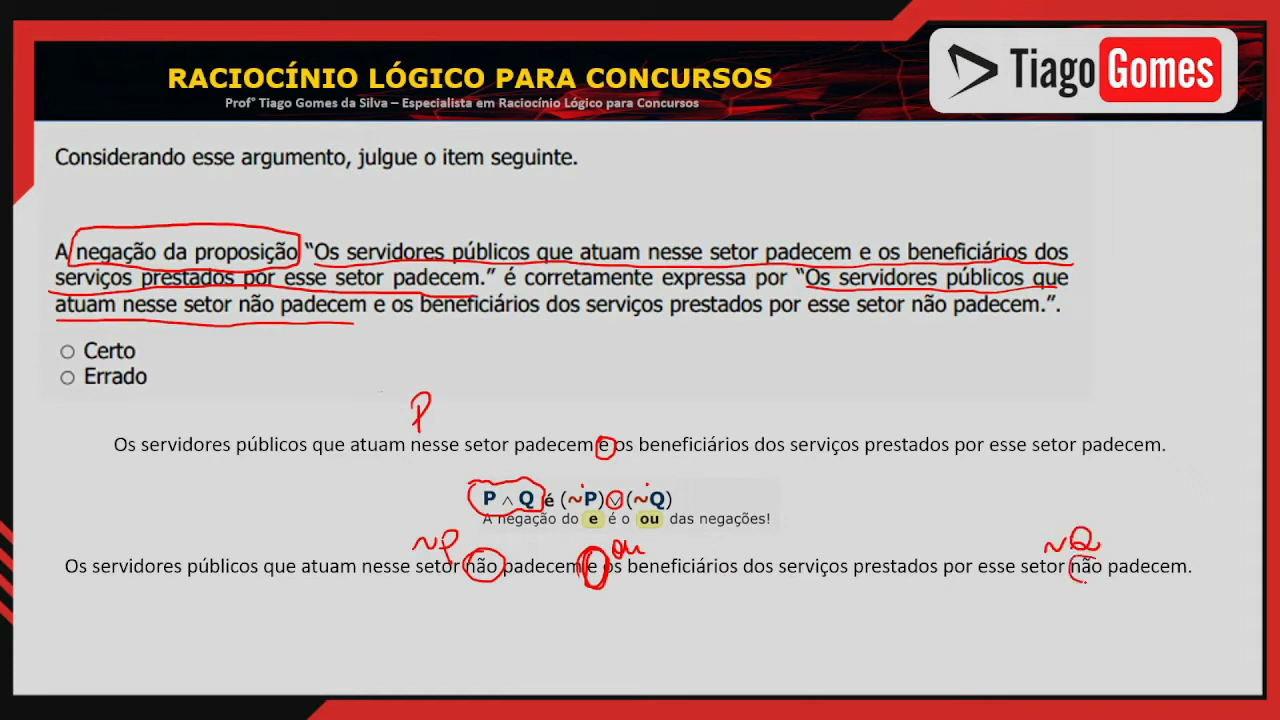 RACIOCÍNIO LÓGICO PARA CONCURSOS
Prof° Tiago Gomes da Silva – Especialista em Raciocínio Lógico para Concursos
Tiago Gomes
Considerando esse argumento, julgue o item seguinte.
A negação da proposição “Os servidores públicos que atuam nesse setor padecem e os beneficiários dos
serviços prestados por esse setor padecem.” é corretamente expressa por “Os servidores públicos que
atuam nesse setor não padecem e os beneficiários dos serviços prestados por esse setor não padecem.”.
Certo
Errado
P
Os servidores públicos que atuam nesse setor padecem e os beneficiários dos serviços prestados por esse setor padecem.
P ∧ Q é (~P) ∨ (~Q)
A negação do e é o ou das negações!
~P ou ~Q
Os servidores públicos que atuam nesse setor não padecem e os beneficiários dos serviços prestados por esse setor não padecem.